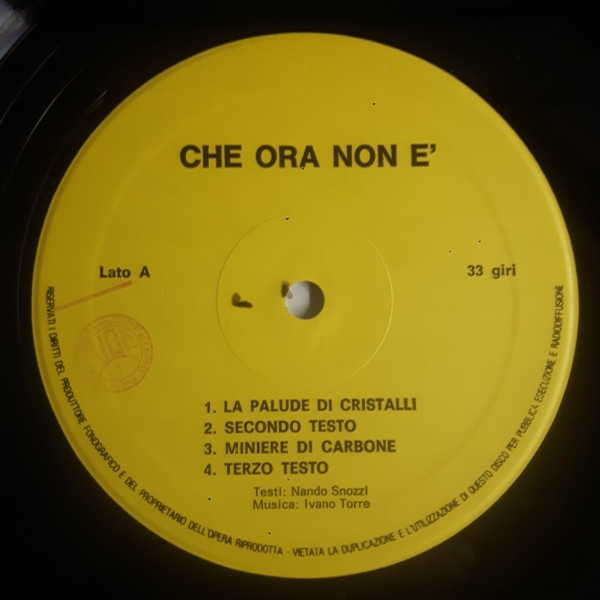 CHE ORA NON E'
Lato A
33 giri
1. LA PALUDE DI CRISTALLI
2. SECONDO TESTO
3. MINIERE DI CARBONE
4. TERZO TESTO
Testi: Nando Snozzi
Musica: Ivano Torre
RISERVATI I DIRITTI DEL PRODUTTORE FONOGRAFICO E DEL PROPRIETARIO DELL'OPERA RIPRODOTTA - VIETATA LA DUPLICAZIONE E L'UTILIZZAZIONE DI QUESTO DISCO PER PUBBLICA ESECUZIONE E RADIODIFFUSIONE